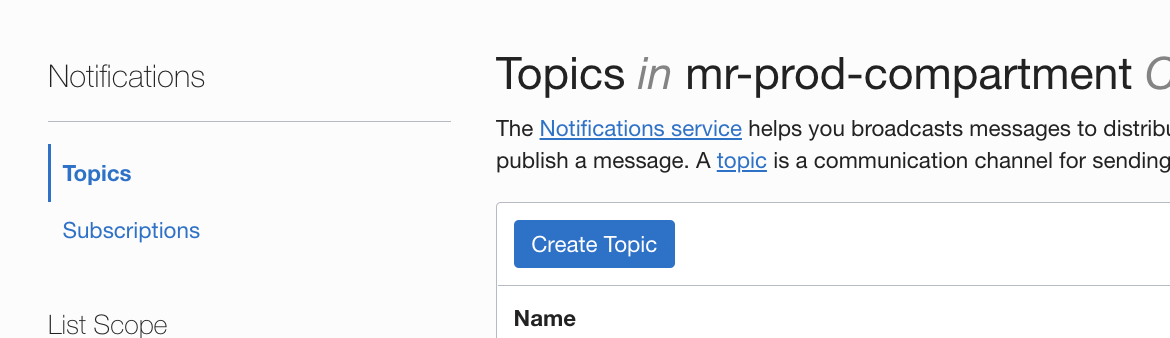 Notifications
Topics
Subscriptions
List Scope
Topics in mr-prod-compartment
The Notifications service helps you broadcasts messages to
publish a message. A topic is a communication channel for sending
Create Topic
Name